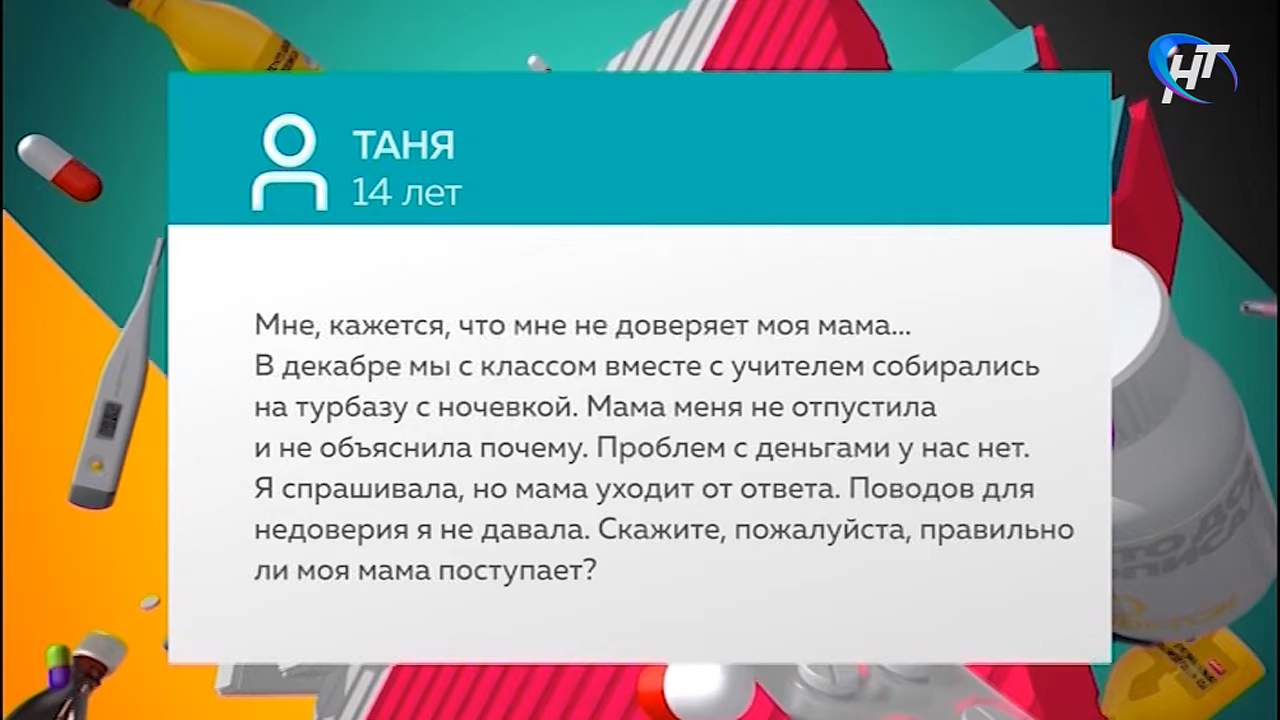 НТ
ТАНЯ
14 лет
Мне, кажется, что мне не доверяет моя мама...
В декабре мы с классом вместе с учителем собирались
на турбазу с ночевкой. Мама меня не отпустила
и не объяснила почему. Проблем с деньгами у нас нет.
Я спрашивала, но мама уходит от ответа. Поводов для
недоверия я не давала. Скажите, пожалуйста, правильно
ли моя мама поступает?